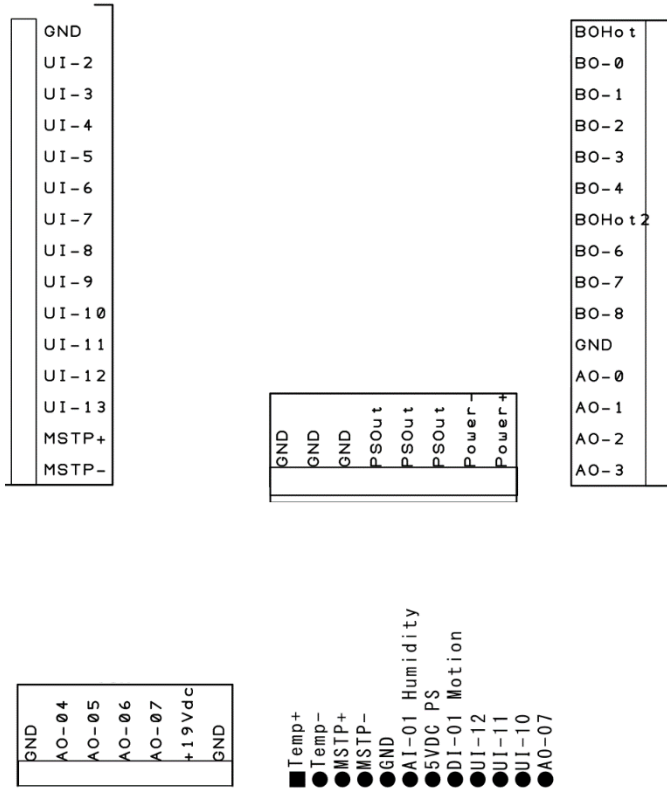 GND
UI-2
UI-3
UI-4
UI-5
UI-6
UI-7
UI-8
UI-9
UI-10
UI-11
UI-12
UI-13
MSTP+
MSTP-
GND
GND
GND
PSOut
PSOut
PSOut
Power-
Power+
BOHot
BO-0
BO-1
BO-2
BO-3
BO-4
BOHot2
BO-6
BO-7
BO-8
GND
AO-0
AO-1
AO-2
AO-3
GND
AO-04
AO-05
AO-06
AO-07
+19Vdc
GND
Temp+
Temp-
MSTP+
MSTP-
GND
AI-01 Humidity
5VDC PS
DI-01 Motion
UI-12
UI-11
UI-10
AO-07